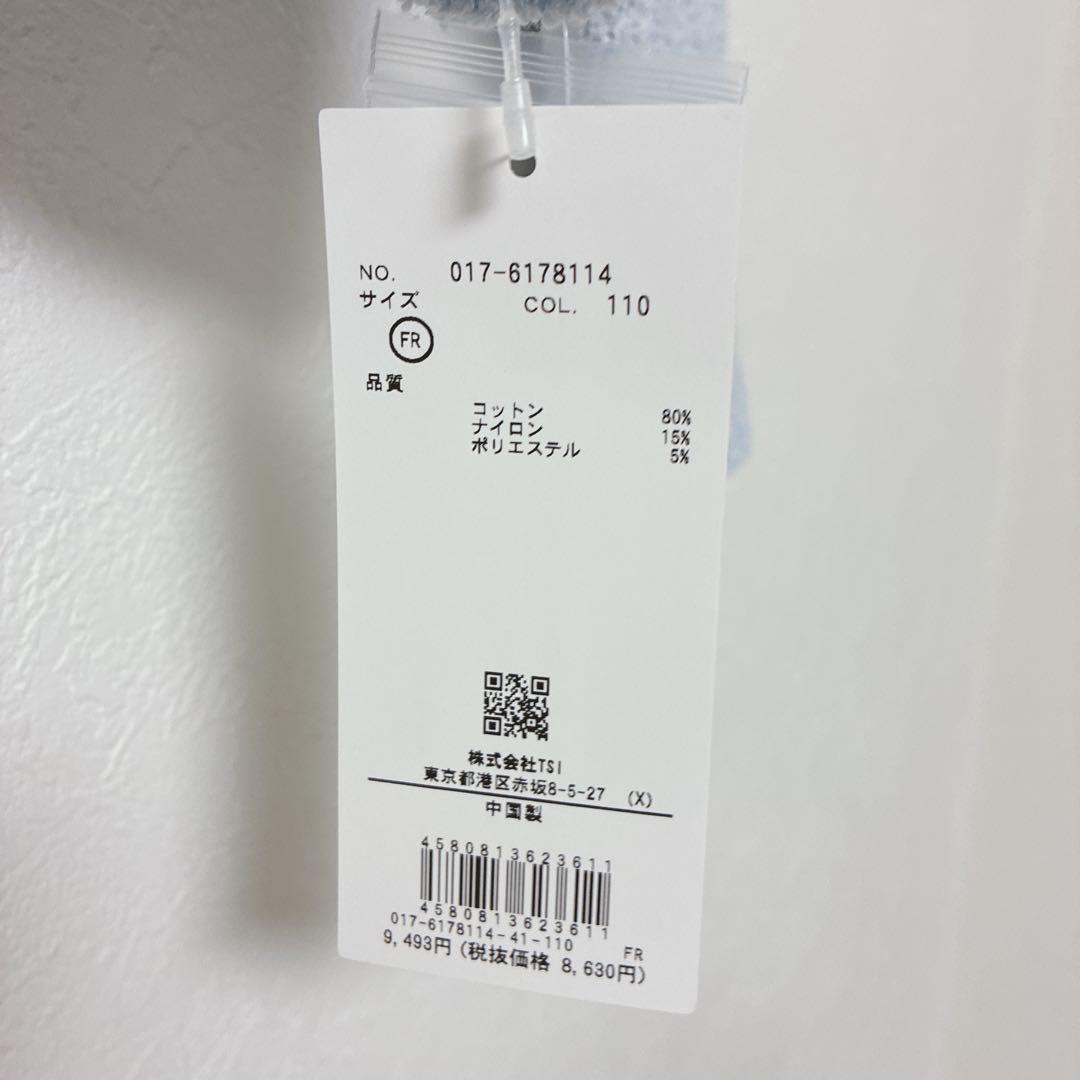 NO. 017-6178114
サイズ COL. 110
FR
品質
コットン 80%
ナイロン 15%
ポリエステル 5%
株式会社TSI
東京都港区赤坂8-5-27 (X)
中国製
4580813623611
4580813623611
017-6178114-41-110 FR
9,493円(税抜価格 8,630円)